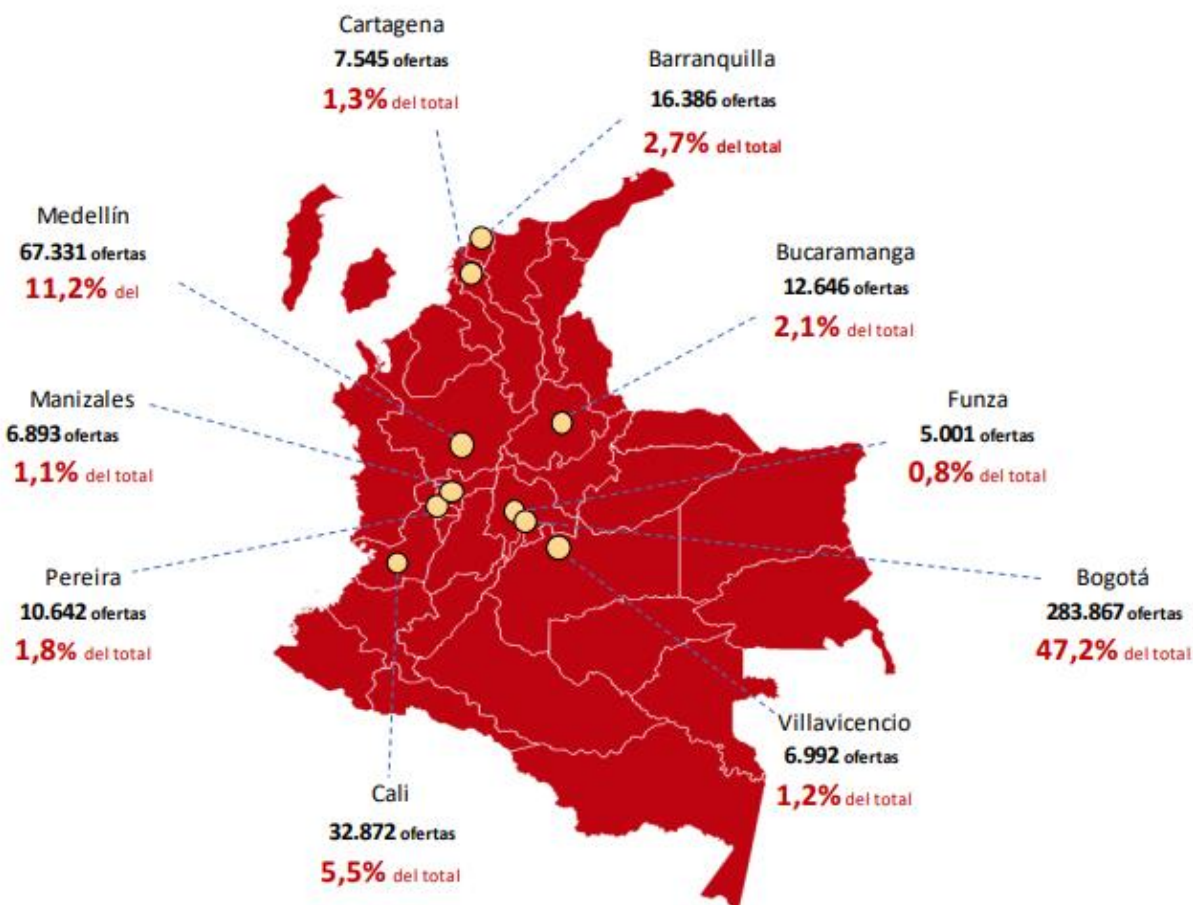 Cartagena
7.545 ofertas
1,3% del total
Barranquilla
16.386 ofertas
2,7% del total
Medellín
67.331 ofertas
11,2% del
Bucaramanga
12.646 ofertas
2,1% del total
Manizales
6.893 ofertas
1,1% del total
Funza
5.001 ofertas
0,8% del total
Pereira
10.642 ofertas
1,8% del total
Bogotá
283.867 ofertas
47,2% del total
Villavicencio
6.992 ofertas
1,2% del total
Cali
32.872 ofertas
5,5% del total